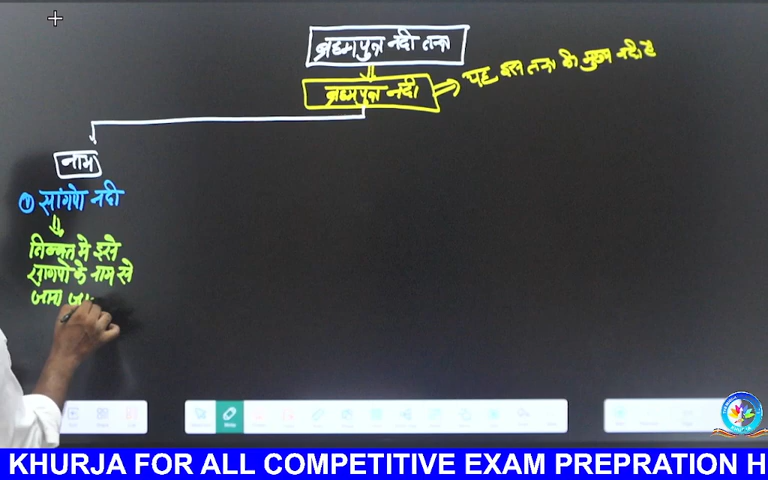 ब्रह्मपुत्र नदी तन्त्र
ब्रह्मपुत्र नदी
यह इस तन्त्र की मुख्य नदी है
नाम
① सांगपो नदी
तिब्बत मे इसे
सांगपो के नाम से
जाना जा
KHURJA FOR ALL COMPETITIVE EXAM PREPRATION H